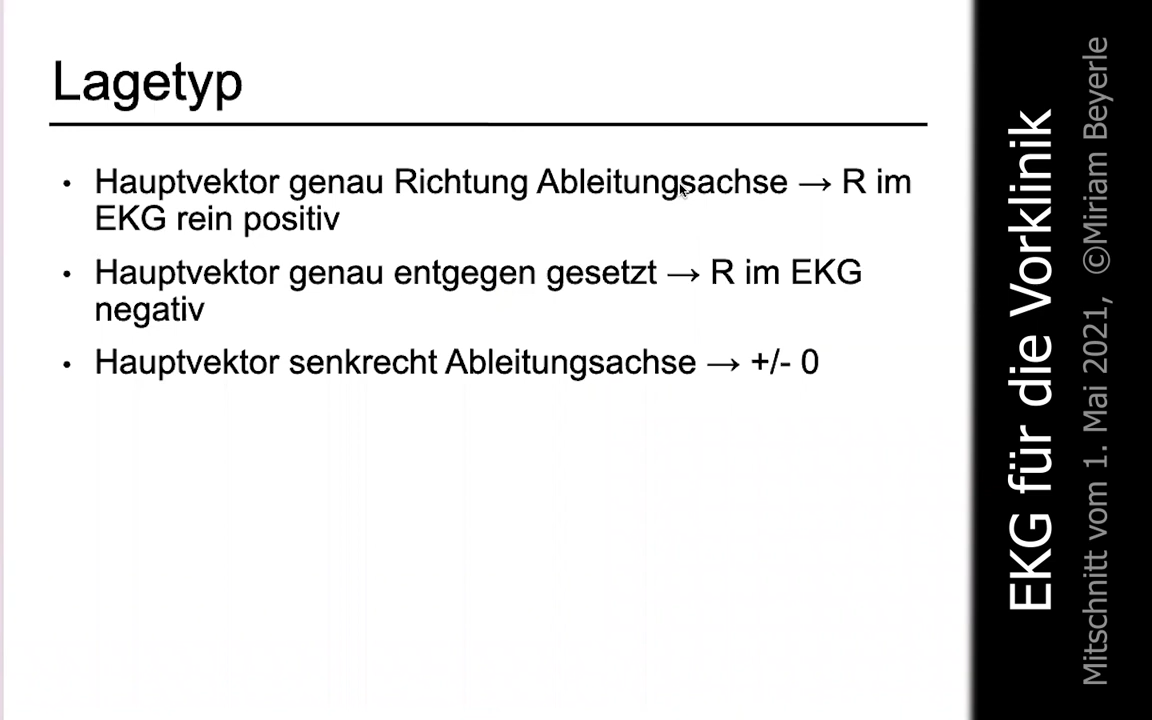 Lagetyp
• Hauptvektor genau Richtung Ableitungsachse → R im
EKG rein positiv
• Hauptvektor genau entgegen gesetzt → R im EKG
negativ
• Hauptvektor senkrecht Ableitungsachse → +/- 0
EKG für die Vorklinik
Mitschnitt vom 1. Mai 2021, ©Miriam Beyerle